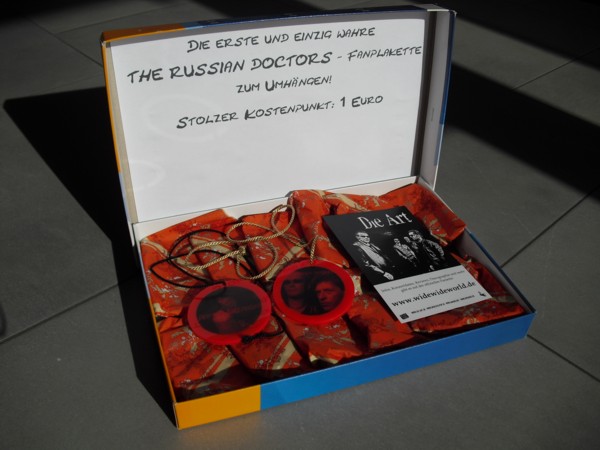 Die erste und einzig wahre
THE RUSSIAN DOCTORS - Fanplakette
zum Umhängen!
Stolzer Kostenpunkt: 1 Euro
Die Art
www.widewideworld.de